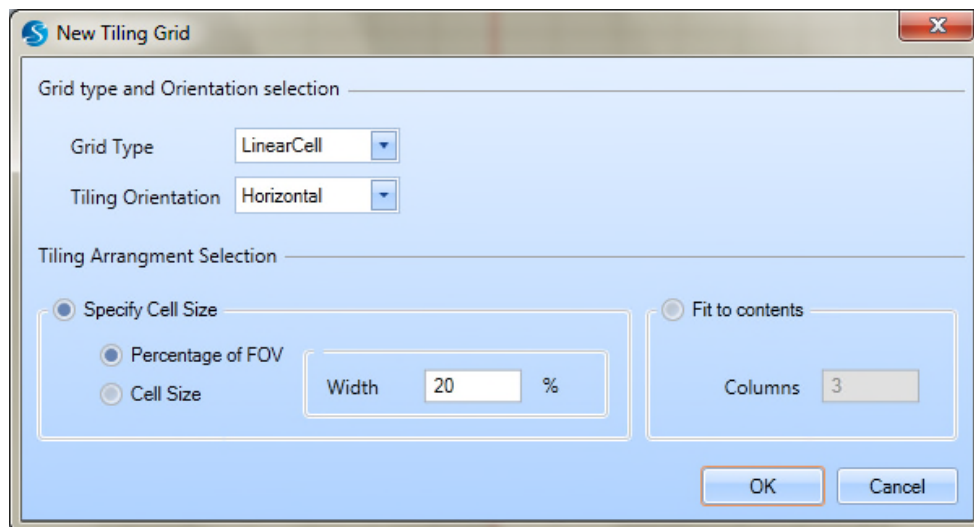 New Tiling Grid
Grid type and Orientation selection
Grid Type LinearCell
Tiling Orientation Horizontal
Tiling Arrangment Selection
Specify Cell Size
Fit to contents
Percentage of FOV
Cell Size
Width 20 %
Columns 3
OK Cancel